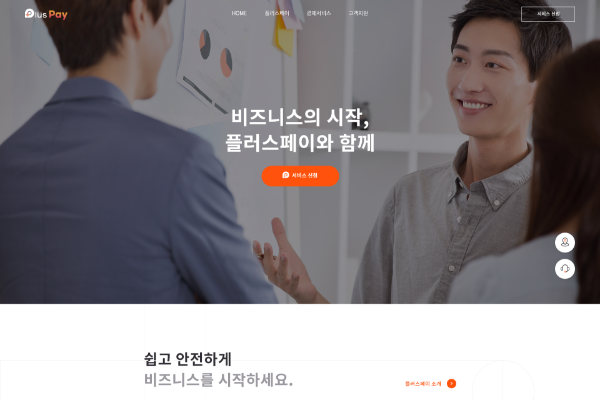 Plus Pay
HOME 플러스페이 결제서비스 고객지원
서비스 신청
비즈니스의 시작,
플러스페이와 함께
서비스 신청
쉽고 안전하게
비즈니스를 시작하세요.
플러스페이 소개